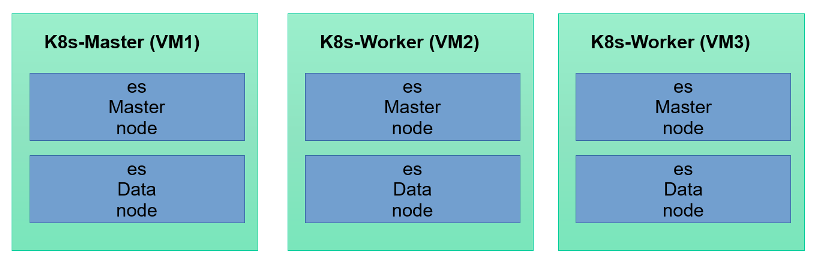 K8s-Master (VM1)
es
Master
node
es
Data
node
K8s-Worker (VM2)
es
Master
node
es
Data
node
K8s-Worker (VM3)
es
Master
node
es
Data
node